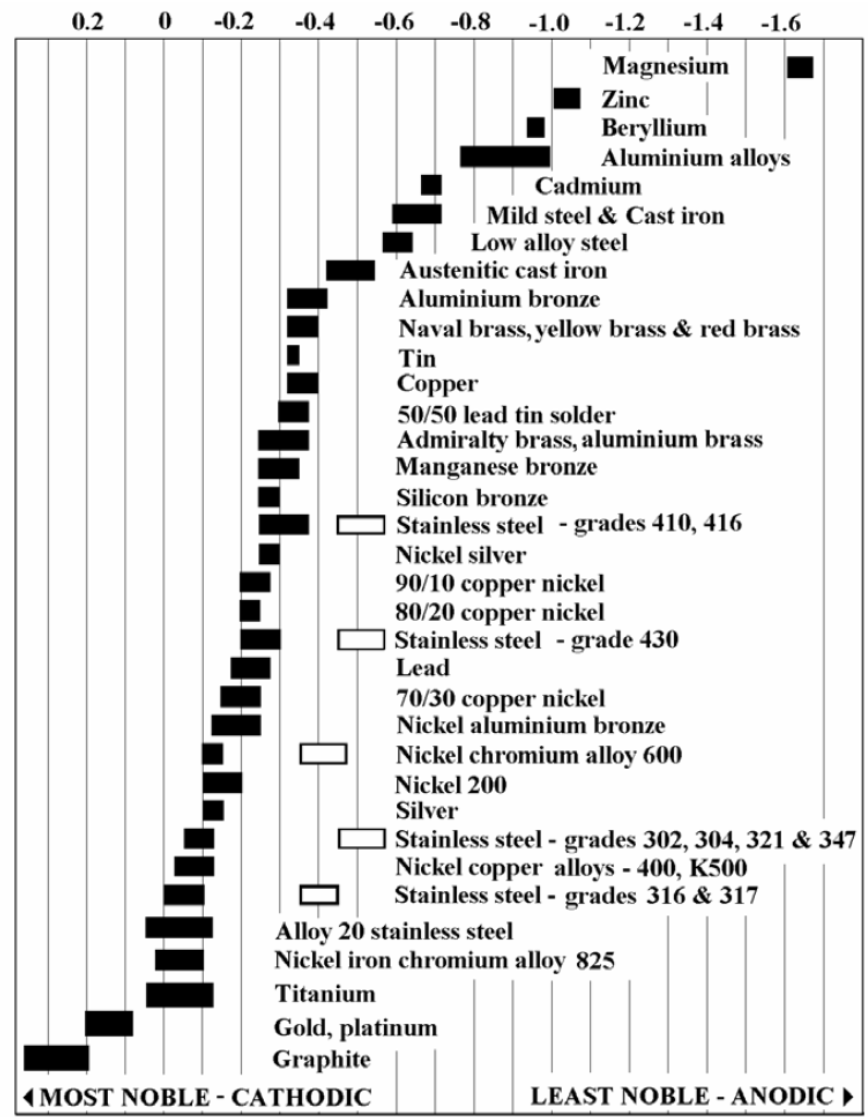 0.2 0 -0.2 -0.4 -0.6 -0.8 -1.0 -1.2 -1.4 -1.6
Magnesium
Zinc
Beryllium
Aluminium alloys
Cadmium
Mild steel & Cast iron
Low alloy steel
Austenitic cast iron
Aluminium bronze
Naval brass, yellow brass & red brass
Tin
Copper
50/50 lead tin solder
Admiralty brass, aluminium brass
Manganese bronze
Silicon bronze
Stainless steel - grades 410, 416
Nickel silver
90/10 copper nickel
80/20 copper nickel
Stainless steel - grade 430
Lead
70/30 copper nickel
Nickel aluminium bronze
Nickel chromium alloy 600
Nickel 200
Silver
Stainless steel - grades 302, 304, 321 & 347
Nickel copper alloys - 400, K500
Stainless steel - grades 316 & 317
Alloy 20 stainless steel
Nickel iron chromium alloy 825
Titanium
Gold, platinum
Graphite
MOST NOBLE - CATHODIC LEAST NOBLE - ANODIC